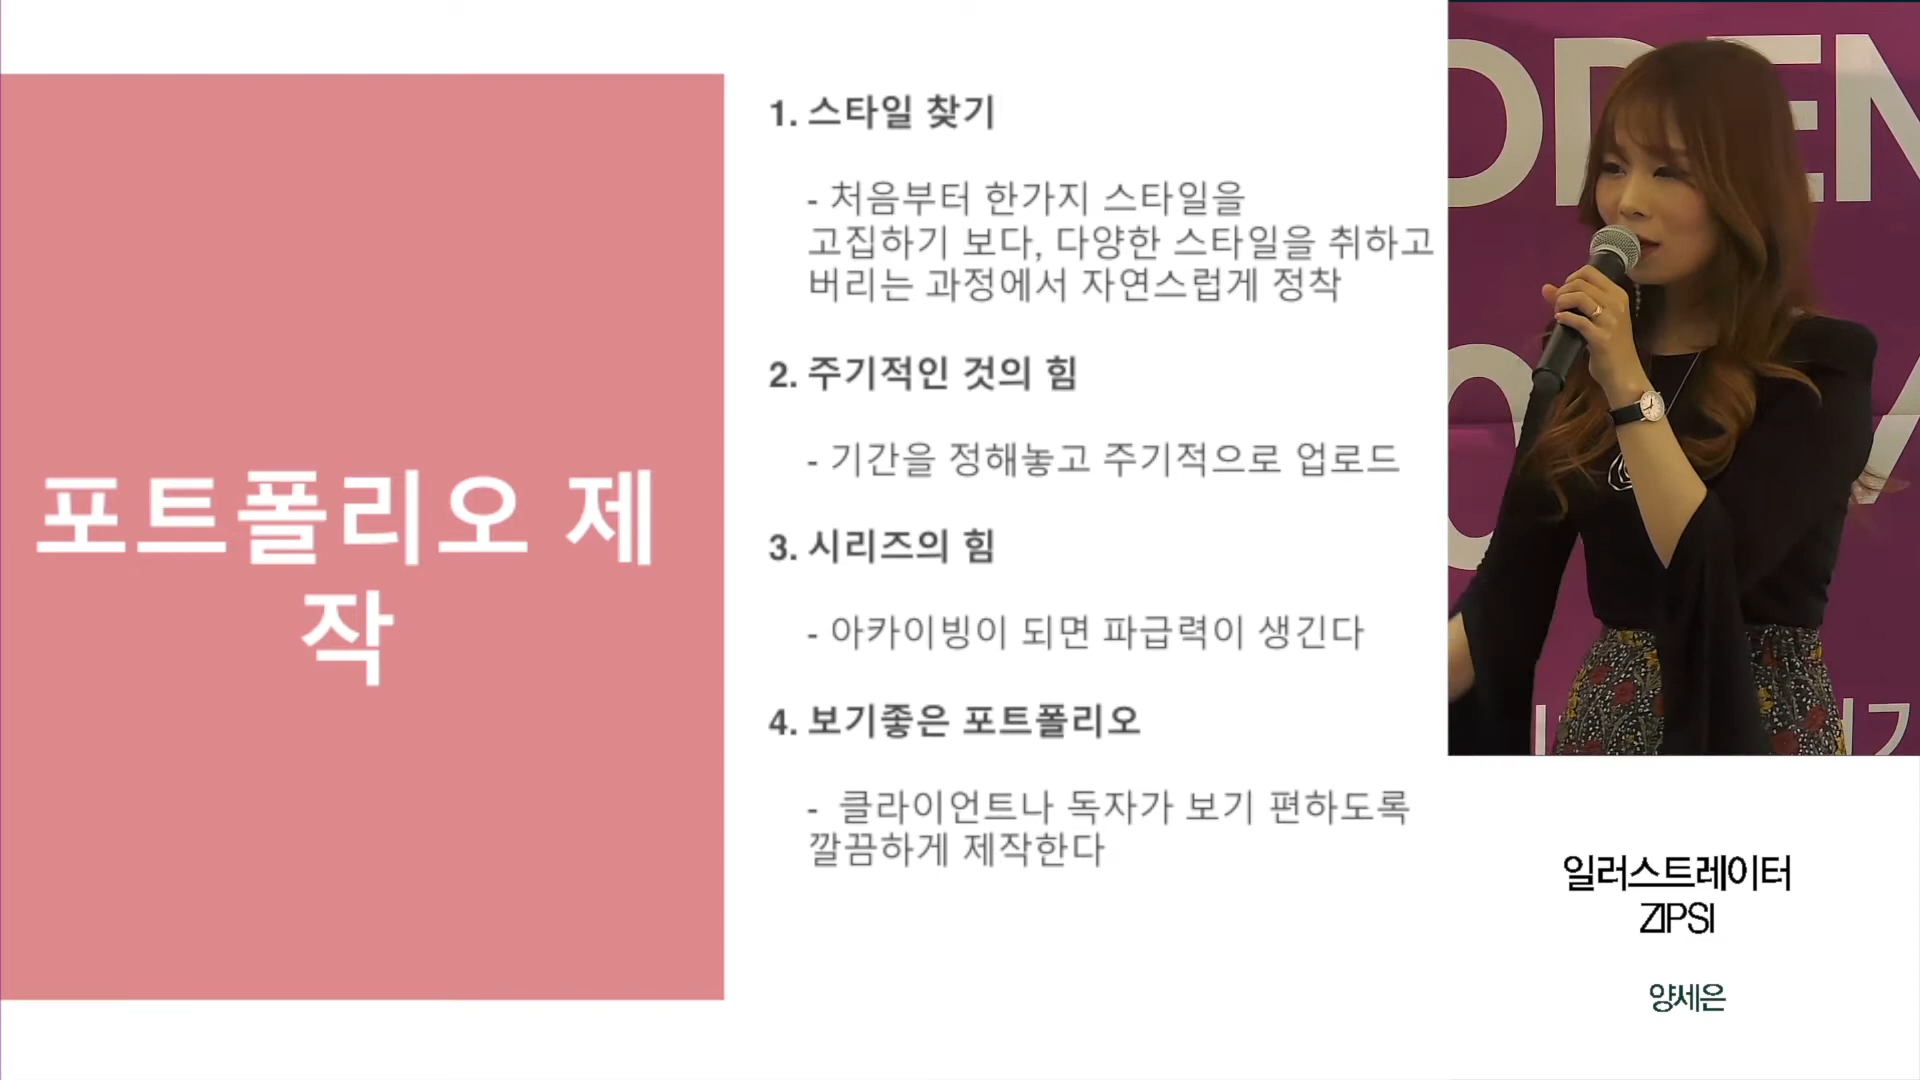 포트폴리오 제
작
1. 스타일 찾기
- 처음부터 한가지 스타일을
고집하기 보다, 다양한 스타일을 취하고
버리는 과정에서 자연스럽게 정착
2. 주기적인 것의 힘
- 기간을 정해놓고 주기적으로 업로드
3. 시리즈의 힘
- 아카이빙이 되면 파급력이 생긴다
4. 보기좋은 포트폴리오
- 클라이언트나 독자가 보기 편하도록
깔끔하게 제작한다
일러스트레이터
ZIPSI
양세은